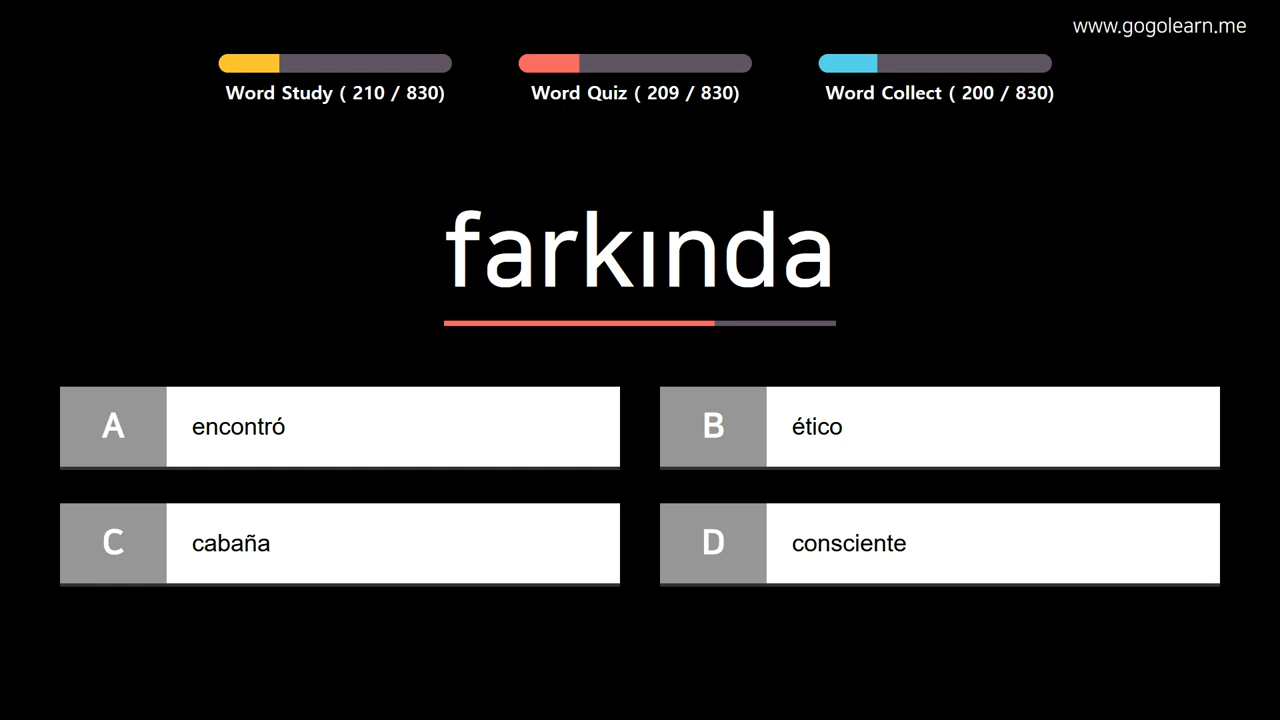 www.gogolearn.me
Word Study ( 210 / 830)
Word Quiz ( 209 / 830)
Word Collect ( 200 / 830)
farkında
A encontró
B ético
C cabaña
D consciente